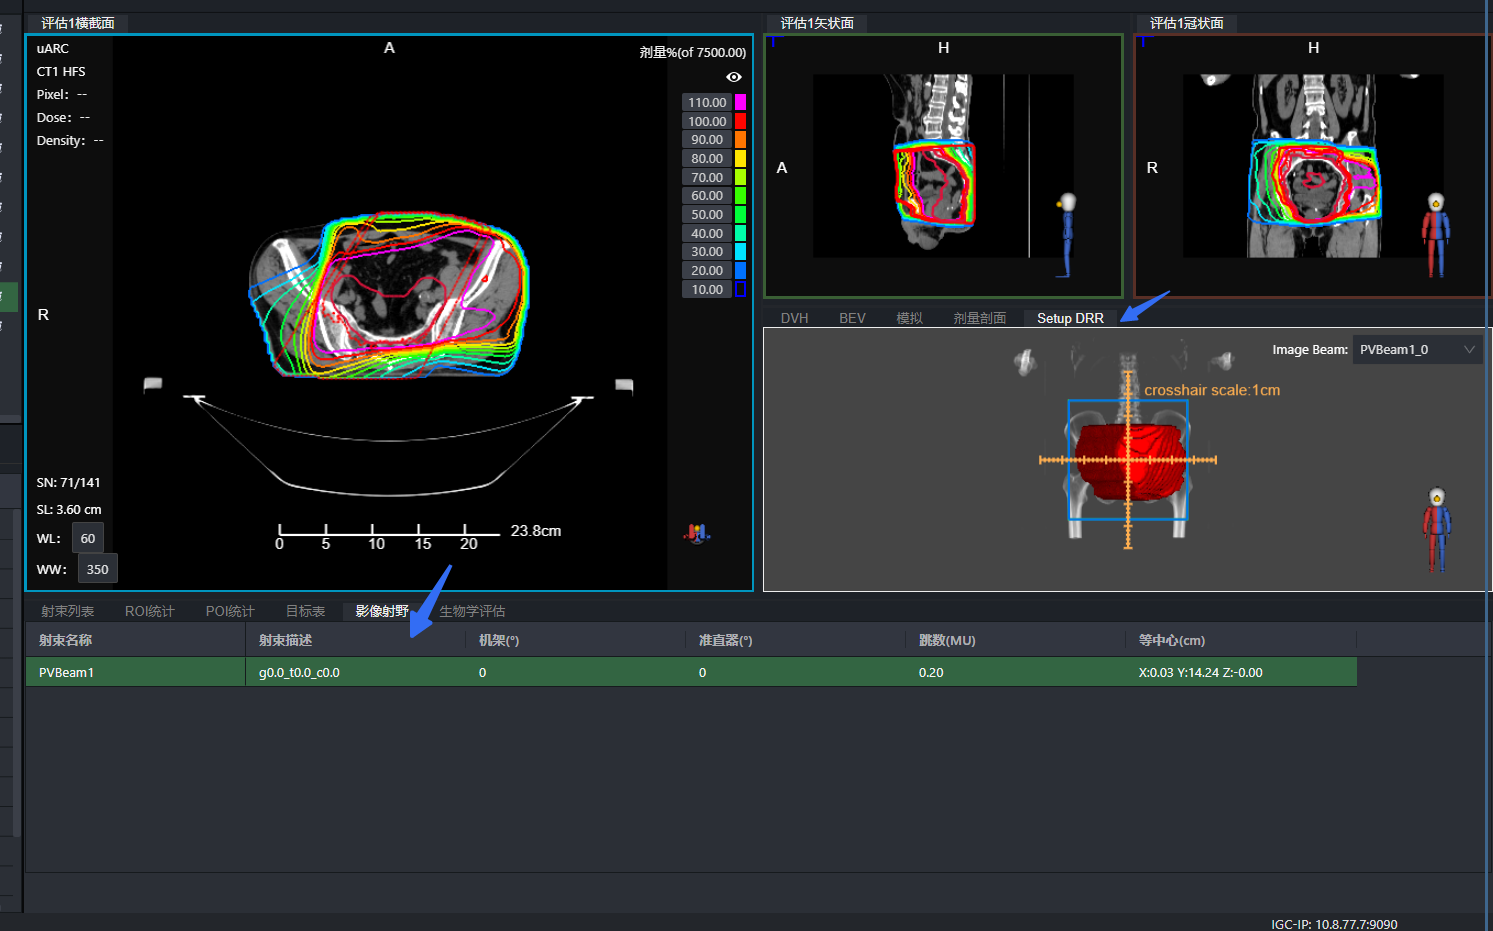 评估1横截面
评估1矢状面
评估1冠状面
uARC
CT1 HFS
Pixel: --
Dose: --
Density: --
A
剂量%(of 7500.00)
110.00
100.00
90.00
80.00
70.00
60.00
50.00
40.00
30.00
20.00
10.00
R
SN: 71/141
SL: 3.60 cm
WL: 60
WW: 350
0 5 10 15 20
23.8cm
H
A
H
R
DVH BEV 模拟 剂量剖面 Setup DRR
Image Beam: PVBeam1_0
crosshair scale:1cm
射束列表 ROI统计 POI统计 目标表 影像射野 生物学评估
射束名称 射束描述 机架(°) 准直器(°) 跳数(MU) 等中心(cm)
PVBeam1 g0.0_t0.0_c0.0 0 0 0.20 X:0.03 Y:14.24 Z:-0.00
IGC-IP: 10.8.77.7:9090